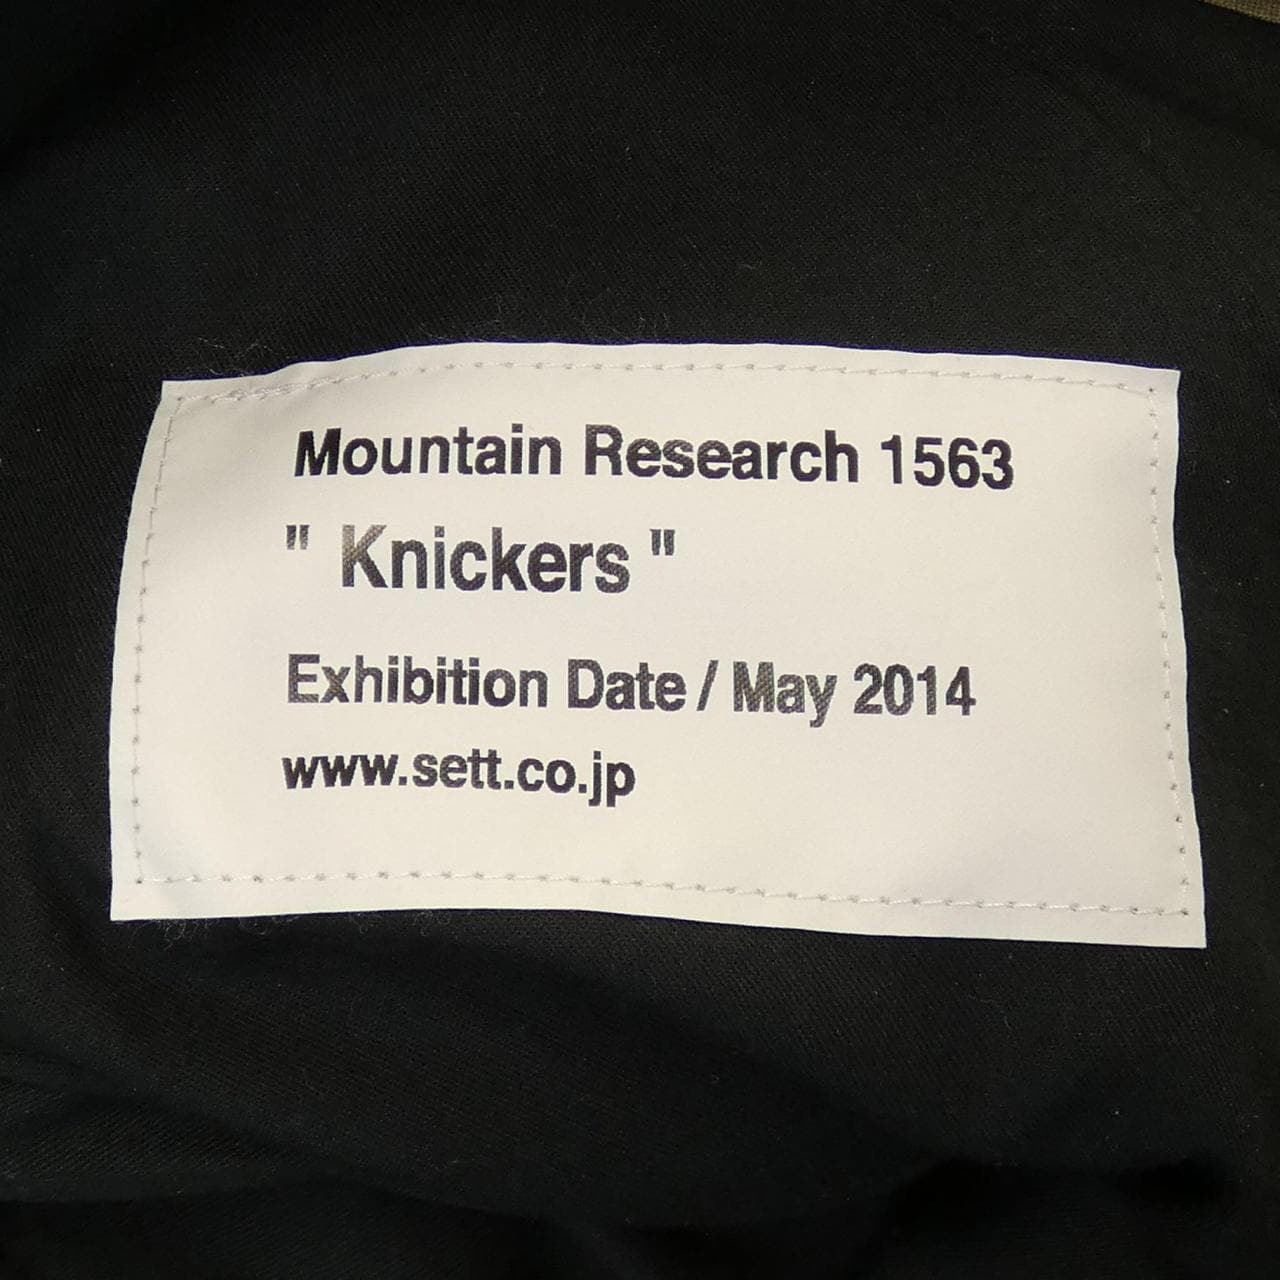 Mountain Research 1563
" Knickers "
Exhibition Date / May 2014
www.sett.co.jp